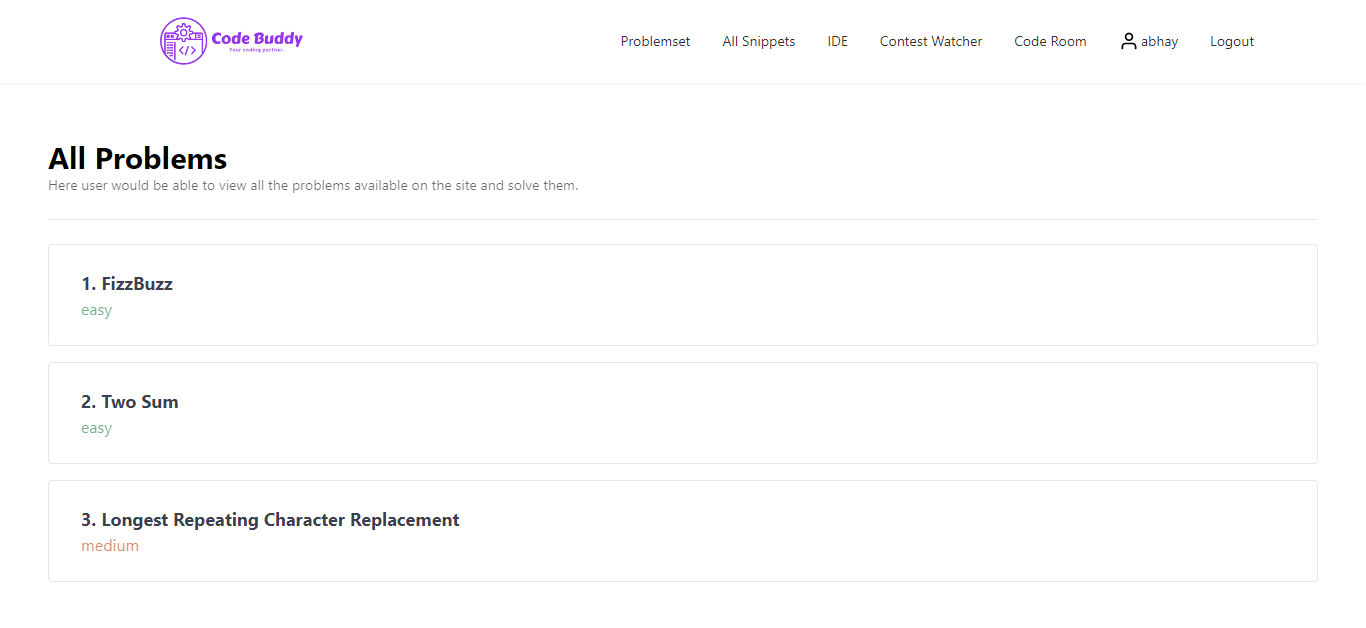 Code Buddy
Your coding partner.
Problemset
All Snippets
IDE
Contest Watcher
Code Room
abhay
Logout
All Problems
Here user would be able to view all the problems available on the site and solve them.
1. FizzBuzz
easy
2. Two Sum
easy
3. Longest Repeating Character Replacement
medium